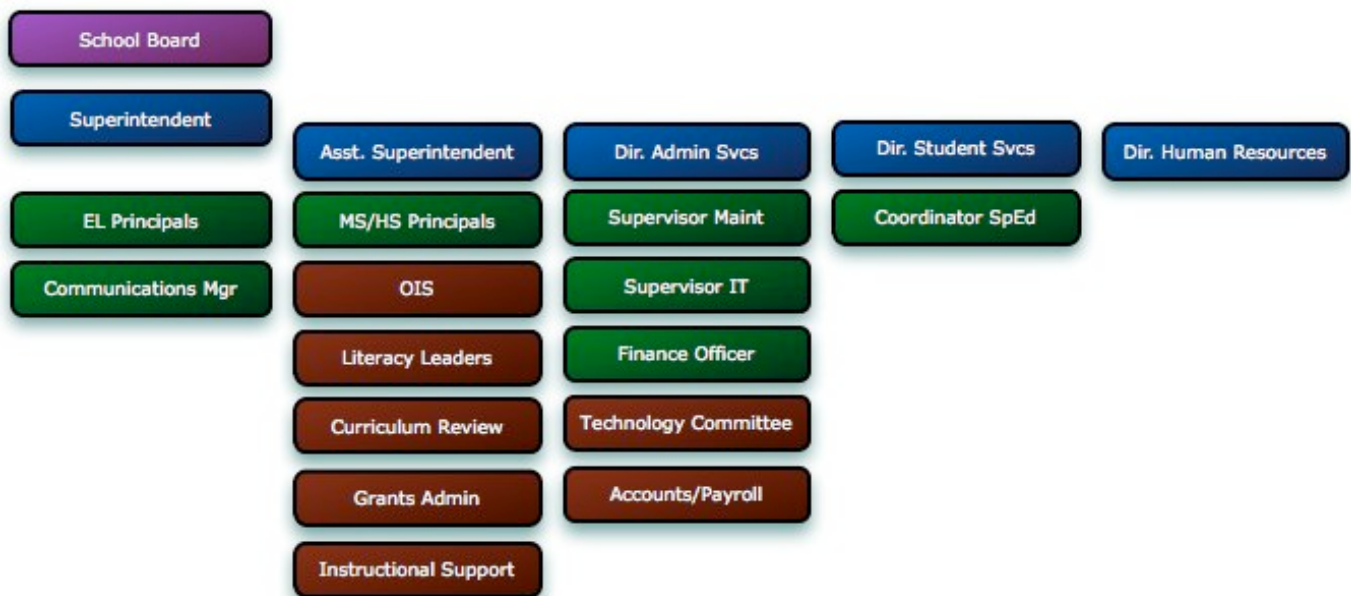 School Board
Superintendent
Asst. Superintendent
Dir. Admin Svcs
Dir. Student Svcs
Dir. Human Resources
EL Principals
MS/HS Principals
Supervisor Maint
Coordinator SpEd
Communications Mgr
OIS
Supervisor IT
Literacy Leaders
Finance Officer
Curriculum Review
Technology Committee
Grants Admin
Accounts/Payroll
Instructional Support